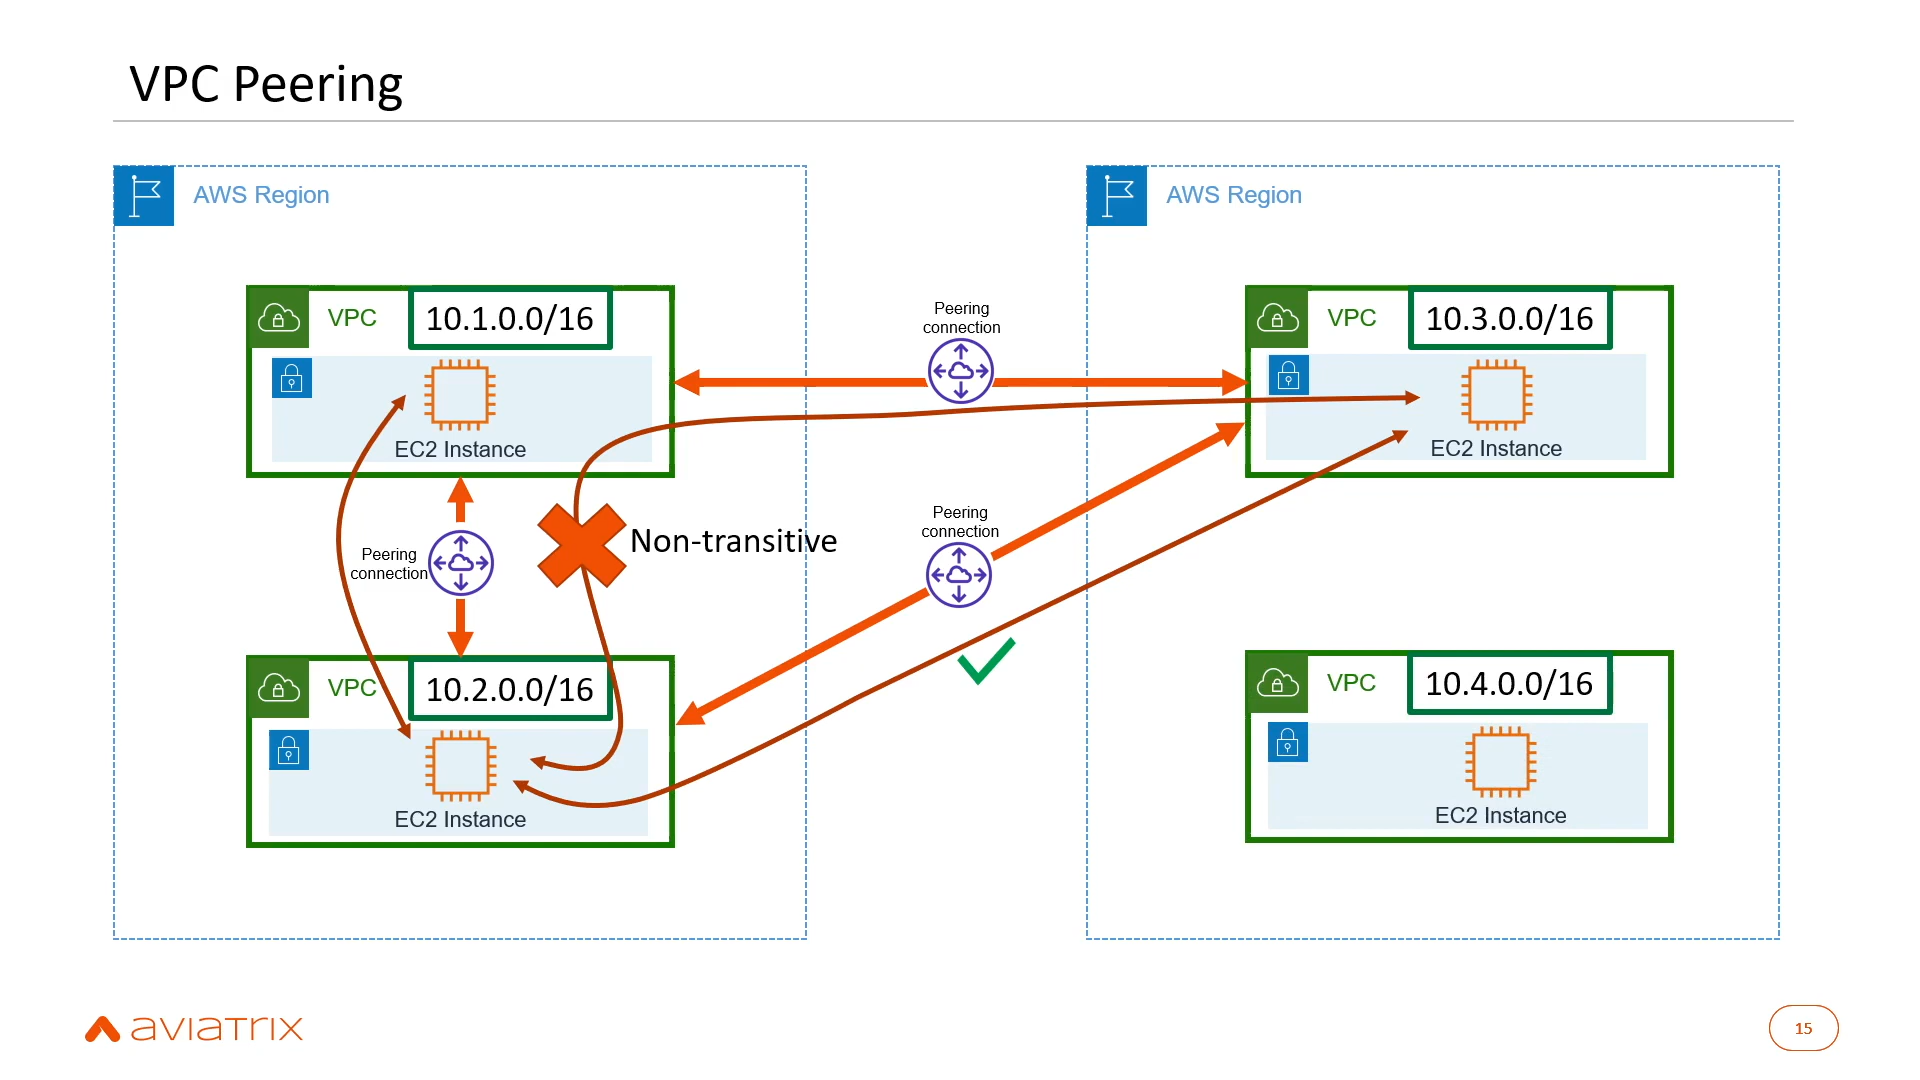 VPC Peering
AWS Region
AWS Region
VPC
10.1.0.0/16
EC2 Instance
Peering
connection
VPC
10.3.0.0/16
EC2 Instance
Peering
connection
Non-transitive
Peering
connection
VPC
10.2.0.0/16
EC2 Instance
VPC
10.4.0.0/16
EC2 Instance
aviatrix
15